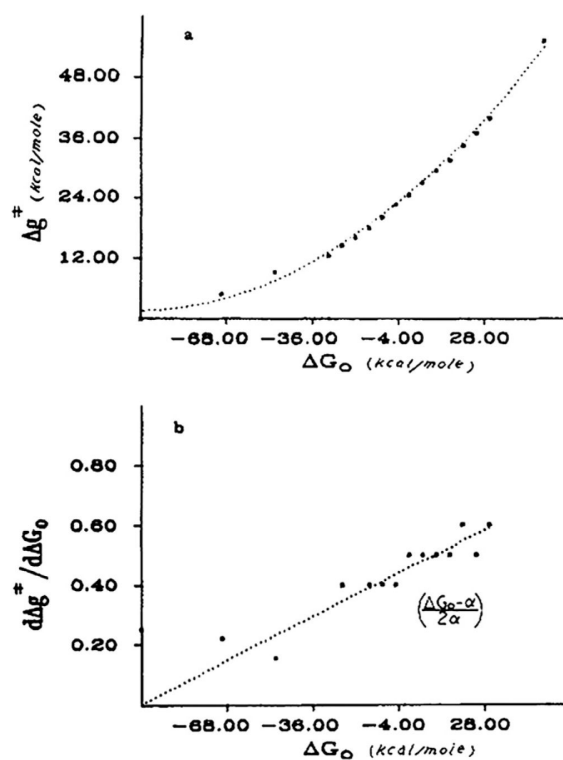 a
Δg‡ (kcal/mole)
48.00
36.00
24.00
12.00
-68.00 -36.00 -4.00 28.00
ΔG₀ (kcal/mole)
b
dΔg‡/dΔG₀
0.80
0.60
0.40
0.20
(ΔG₀-α / 2α)
-68.00 -36.00 -4.00 28.00
ΔG₀ (kcal/mole)